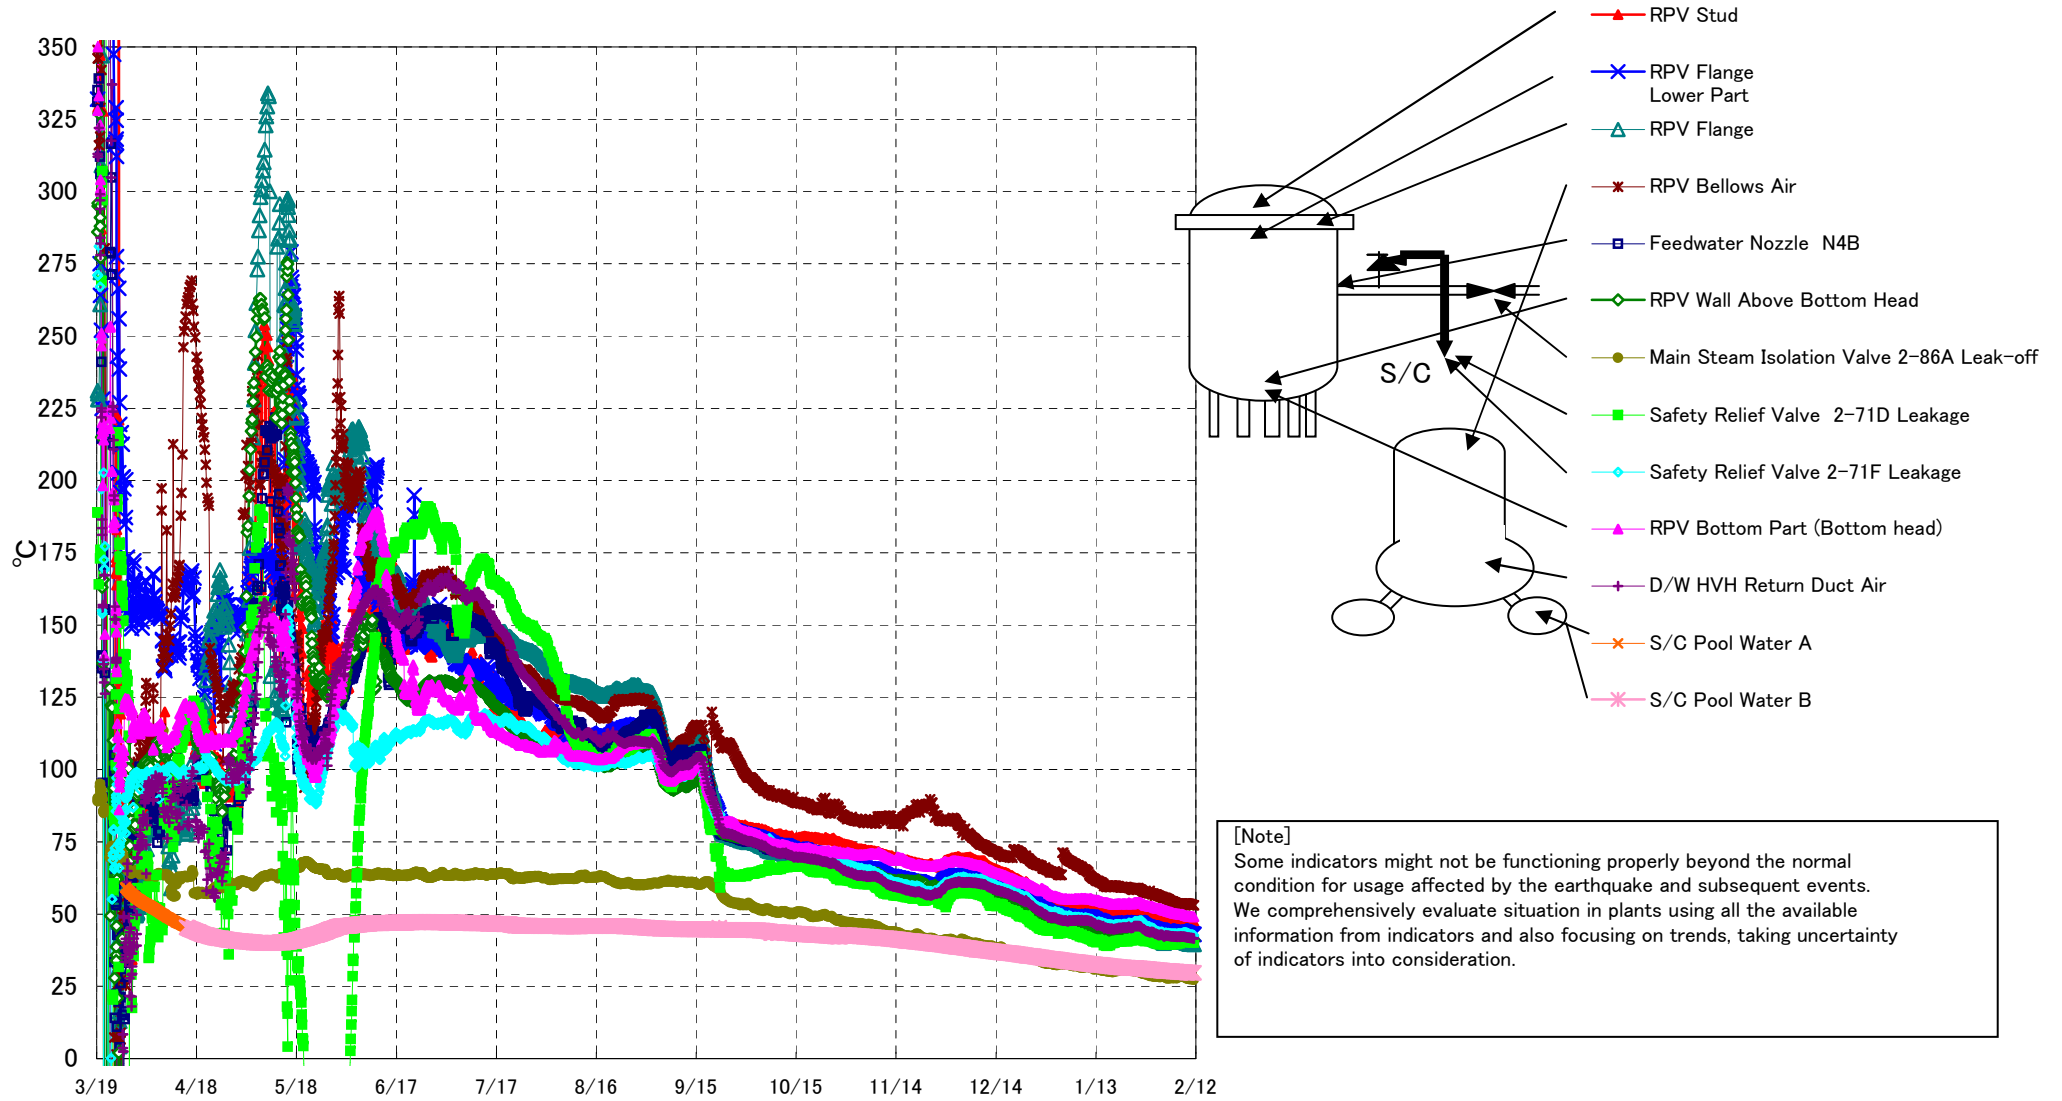 RPV Stud
RPV Flange
Lower Part
RPV Flange
RPV Bellows Air
Feedwater Nozzle N4B
RPV Wall Above Bottom Head
Main Steam Isolation Valve 2-86A Leak-off
Safety Relief Valve 2-71D Leakage
Safety Relief Valve 2-71F Leakage
RPV Bottom Part (Bottom head)
D/W HVH Return Duct Air
S/C Pool Water A
S/C Pool Water B
S/C
350
325
300
275
250
225
200
175
150
125
100
75
50
25
0
℃
3/19 4/18 5/18 6/17 7/17 8/16 9/15 10/15 11/14 12/14 1/13 2/12
[Note]
Some indicators might not be functioning properly beyond the normal
condition for usage affected by the earthquake and subsequent events.
We comprehensively evaluate situation in plants using all the available
information from indicators and also focusing on trends, taking uncertainty
of indicators into consideration.